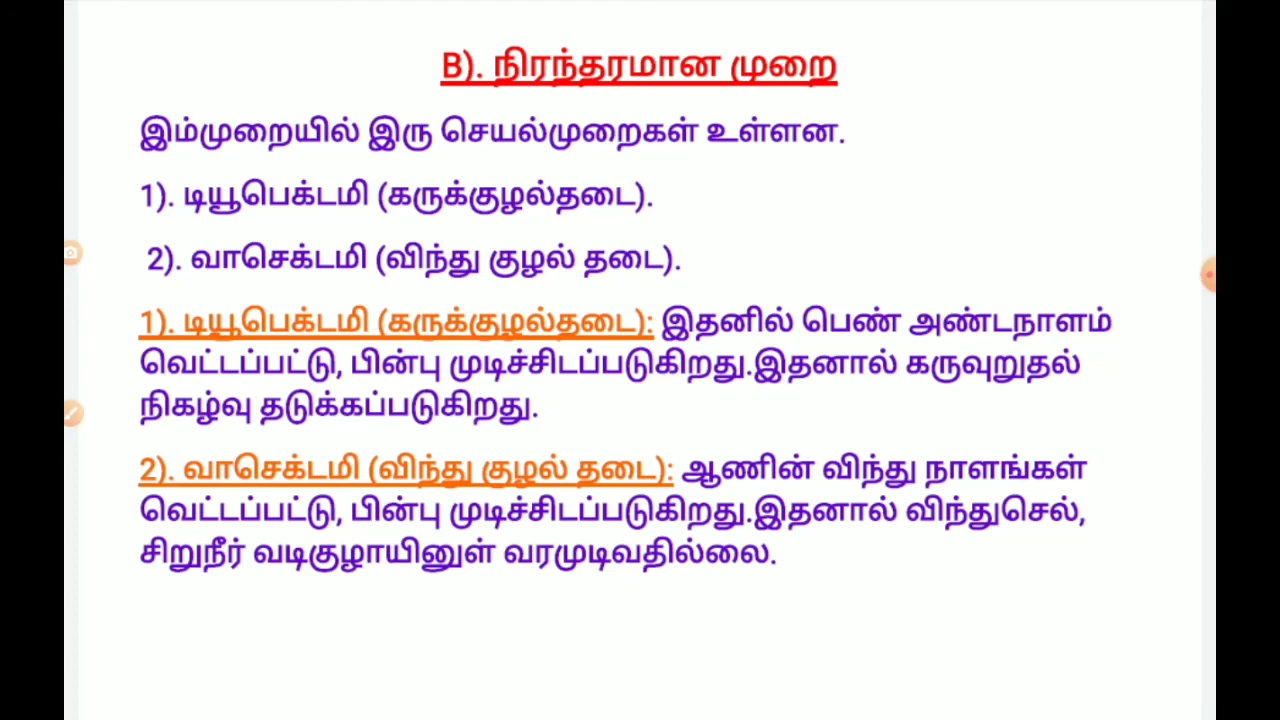 B). நிரந்தரமான முறை
இம்முறையில் இரு செயல்முறைகள் உள்ளன.
1). டியூபெக்டமி (கருக்குழல்தடை).
2). வாசெக்டமி (விந்து குழல் தடை).
1). டியூபெக்டமி (கருக்குழல்தடை): இதனில் பெண் அண்டநாளம்
வெட்டப்பட்டு, பின்பு முடிச்சிடப்படுகிறது.இதனால் கருவுறுதல்
நிகழ்வு தடுக்கப்படுகிறது.
2). வாசெக்டமி (விந்து குழல் தடை): ஆணின் விந்து நாளங்கள்
வெட்டப்பட்டு, பின்பு முடிச்சிடப்படுகிறது.இதனால் விந்துசெல்,
சிறுநீர் வடிகுழாயினுள் வரமுடிவதில்லை.